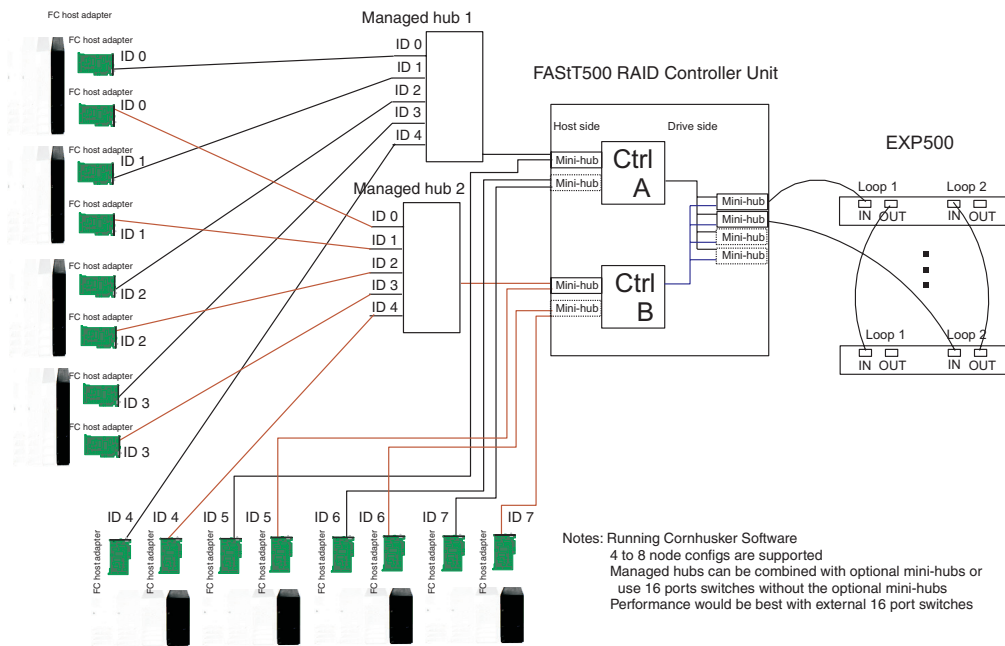 FC host adapter
FC host adapter
ID 0
FC host adapter
ID 0
FC host adapter
ID 1
FC host adapter
ID 1
FC host adapter
ID 2
FC host adapter
ID 2
FC host adapter
ID 3
FC host adapter
ID 3
Managed hub 1
ID 0
ID 1
ID 2
ID 3
ID 4
Managed hub 2
ID 0
ID 1
ID 2
ID 3
ID 4
FAStT500 RAID Controller Unit
Host side
Drive side
Mini-hub
Mini-hub
Ctrl
A
Mini-hub
Mini-hub
Mini-hub
Mini-hub
Mini-hub
Mini-hub
Ctrl
B
EXP500
Loop 1
Loop 2
IN
OUT
IN
OUT
Loop 1
Loop 2
IN
OUT
IN
OUT
ID 4
ID 4
ID 5
ID 5
ID 6
ID 6
ID 7
ID 7
FC host adapter
FC host adapter
FC host adapter
FC host adapter
FC host adapter
FC host adapter
FC host adapter
FC host adapter
Notes: Running Cornhusker Software
4 to 8 node configs are supported
Managed hubs can be combined with optional mini-hubs or
use 16 ports switches without the optional mini-hubs
Performance would be best with external 16 port switches